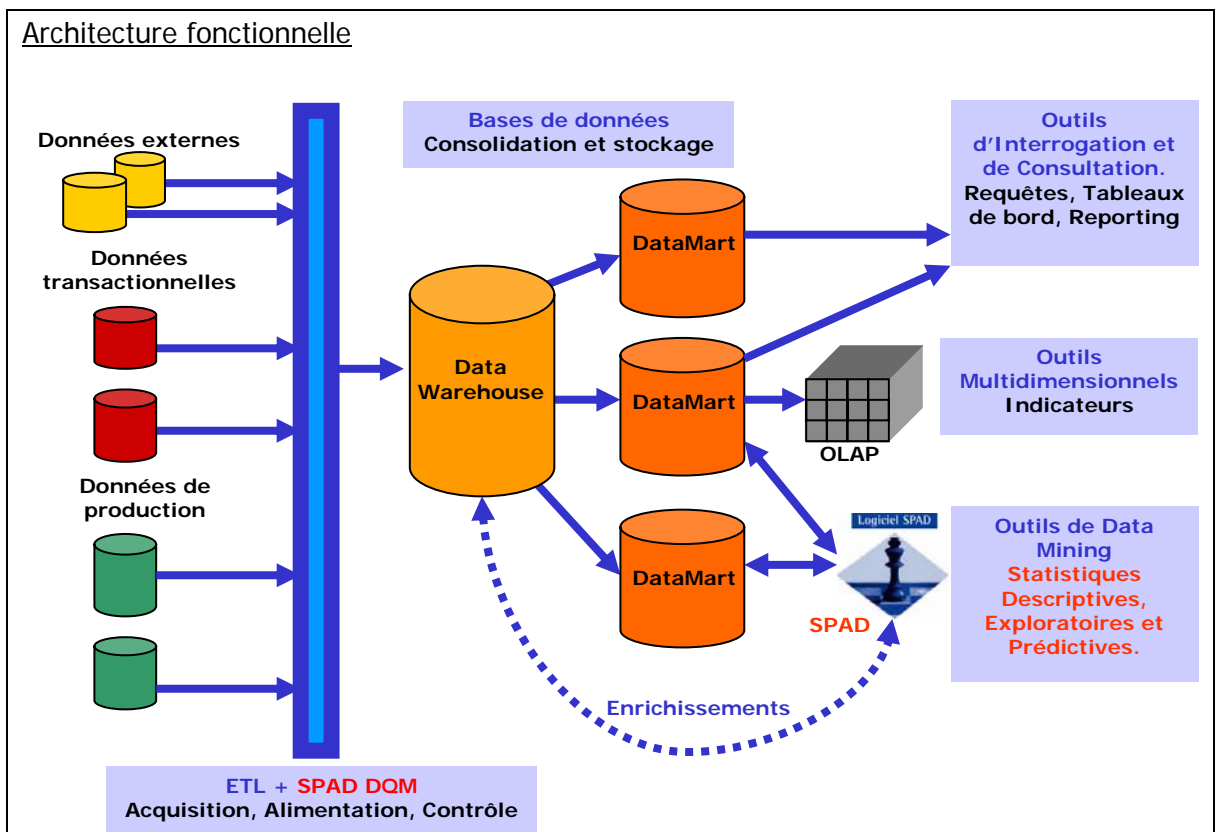 Architecture fonctionnelle
Données externes
Données
transactionnelles
Données de
production
ETL + SPAD DQM
Acquisition, Alimentation, Contrôle
Bases de données
Consolidation et stockage
Data
Warehouse
DataMart
DataMart
DataMart
OLAP
Logiciel SPAD
SPAD
Enrichissements
Outils
d'Interrogation et
de Consultation.
Requêtes, Tableaux
de bord, Reporting
Outils
Multidimensionnels
Indicateurs
Outils de Data
Mining
Statistiques
Descriptives,
Exploratoires et
Prédictives.